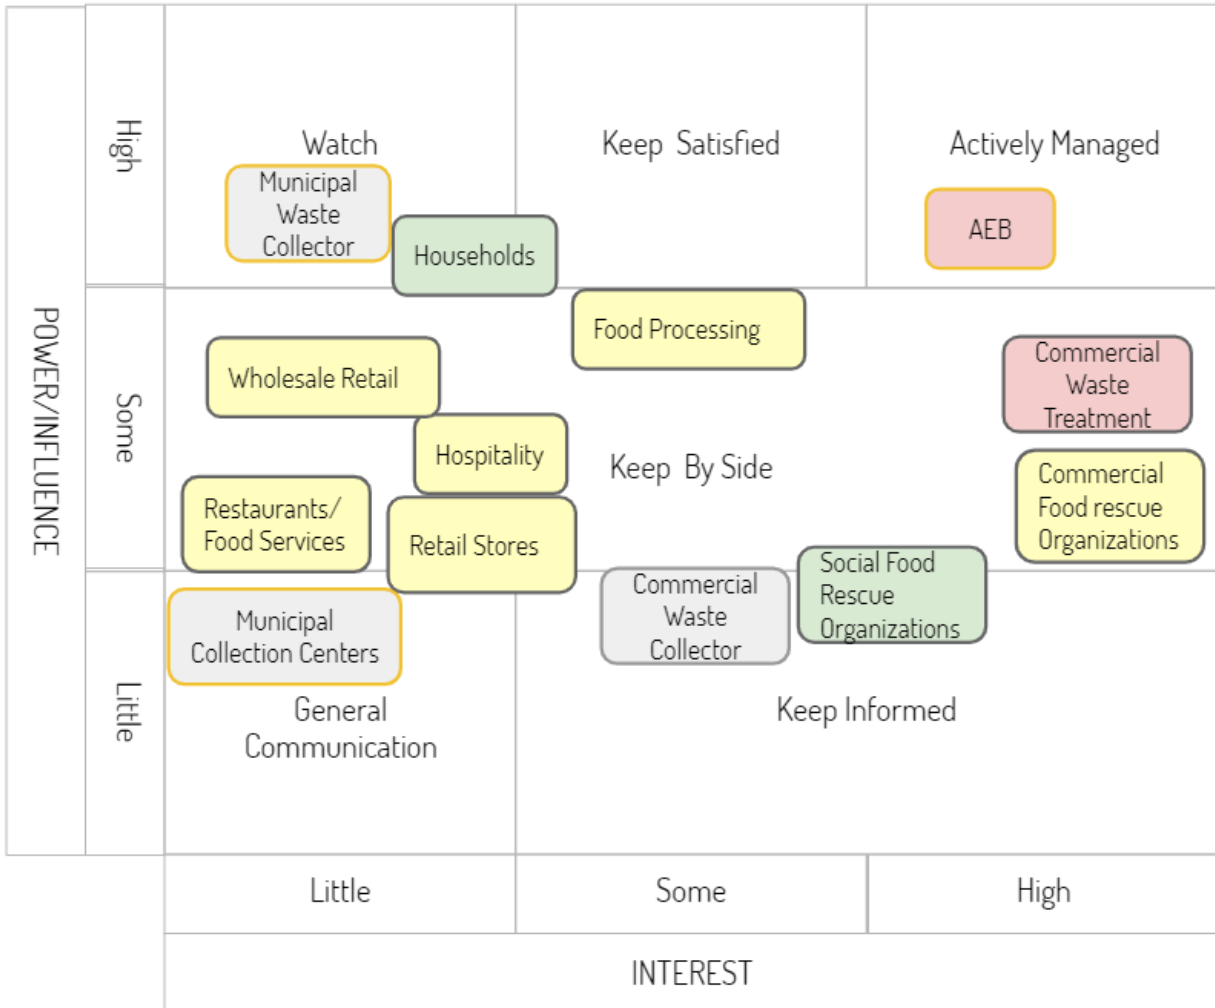 High
Watch
Keep Satisfied
Actively Managed
Municipal
Waste
Collector
Households
AEB
POWER/INFLUENCE
Some
Food Processing
Wholesale Retail
Commercial
Waste
Treatment
Hospitality
Keep By Side
Restaurants/
Food Services
Retail Stores
Commercial
Food rescue
Organizations
Little
Municipal
Collection Centers
Commercial
Waste
Collector
Social Food
Rescue
Organizations
General
Communication
Keep Informed
Little
Some
High
INTEREST